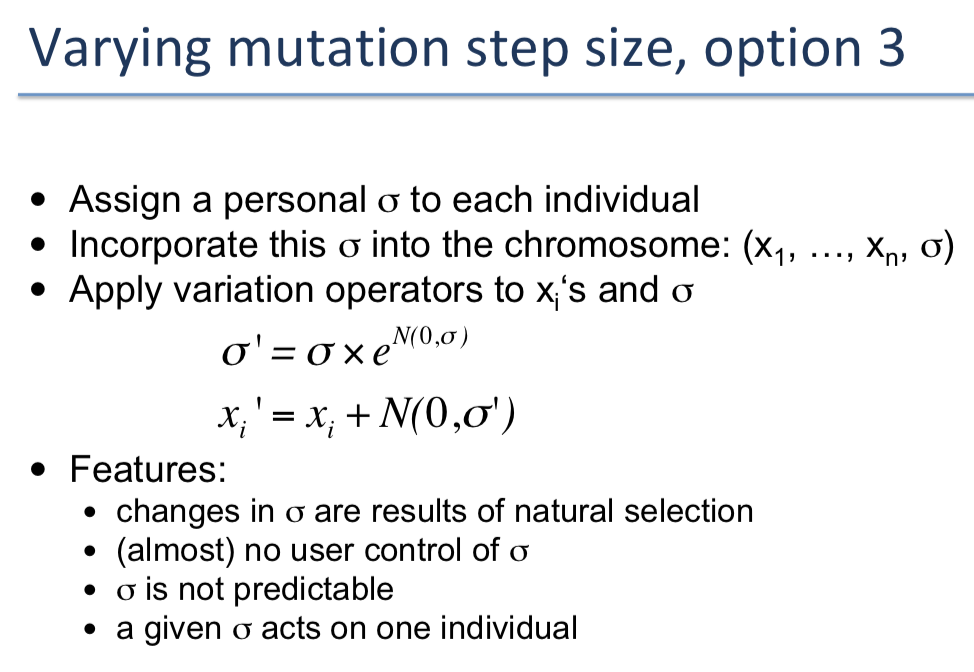 Varying mutation step size, option 3
• Assign a personal σ to each individual
• Incorporate this σ into the chromosome: (x₁, …, xₙ, σ)
• Apply variation operators to xᵢ‘s and σ
σ' = σ × e^N(0,σ)
xᵢ' = xᵢ + N(0,σ')
• Features:
• changes in σ are results of natural selection
• (almost) no user control of σ
• σ is not predictable
• a given σ acts on one individual